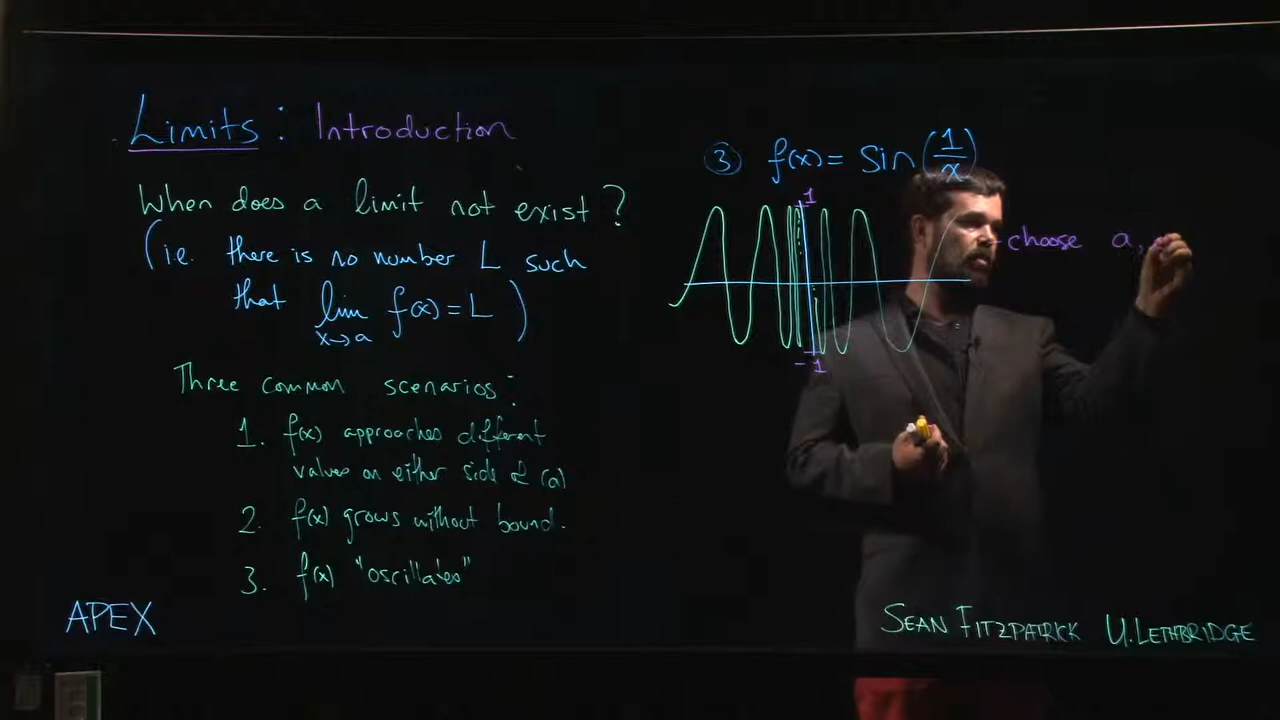 Limits: Introduction
When does a limit not exist?
(i.e. there is no number L such
that lim f(x) = L)
x→a
Three common scenarios:
1. f(x) approaches different
values on either side of (a)
2. f(x) grows without bound.
3. f(x) "oscillates"
APEX
③ f(x) = sin(1/x)
1
-1
- choose a,
SEAN FITZPATRICK U. LETHBRIDGE